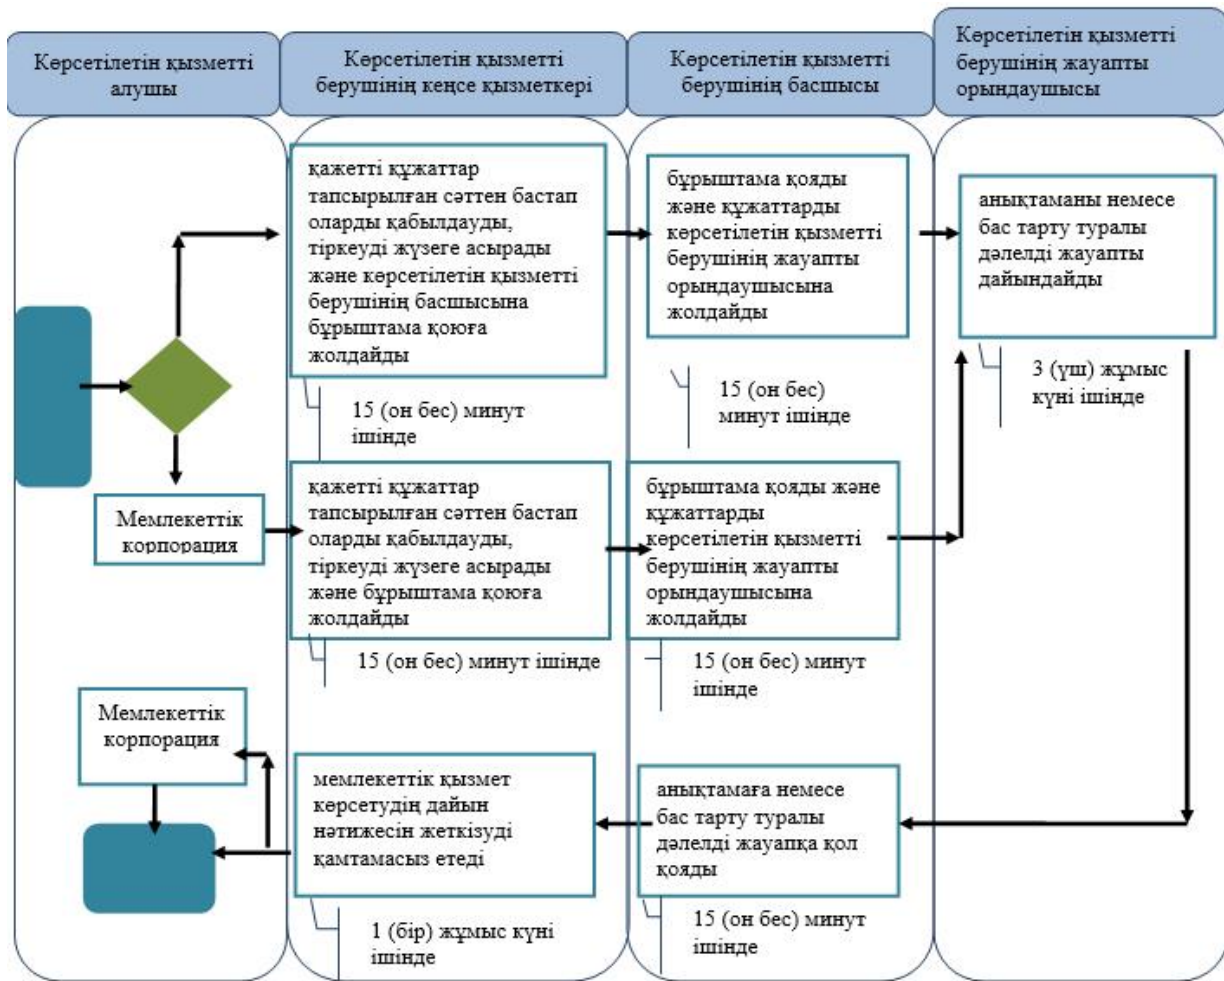 Көрсетілетін қызметті
алушы
Көрсетілетін қызметті
берушінің кеңсе қызметкері
Көрсетілетін қызметті
берушінің басшысы
Көрсетілетін қызметті
берушінің жауапты
орындаушысы
қажетті құжаттар
тапсырылған сәттен бастап
оларды қабылдауды,
тіркеуді жүзеге асырады
және көрсетілетін қызметті
берушінің басшысына
бұрыштама қоюға
жолдайды
15 (он бес) минут
ішінде
бұрыштама қояды
және құжаттарды
көрсетілетін қызметті
берушінің жауапты
орындаушысына
жолдайды
15 (он бес)
минут ішінде
анықтаманы немесе
бас тарту туралы
дәлелді жауапты
дайындайды
3 (үш) жұмыс
күні ішінде
Мемлекеттік
корпорация
қажетті құжаттар
тапсырылған сәттен бастап
оларды қабылдауды,
тіркеуді жүзеге асырады
және бұрыштама қоюға
жолдайды
15 (он бес) минут ішінде
бұрыштама қояды және
құжаттарды
көрсетілетін қызметті
берушінің жауапты
орындаушысына
жолдайды
15 (он бес) минут
ішінде
Мемлекеттік
корпорация
мемлекеттік қызмет
көрсетудің дайын
нәтижесін жеткізуді
қамтамасыз етеді
1 (бір) жұмыс күні
ішінде
анықтамаға немесе
бас тарту туралы
дәлелді жауапқа қол
қояды
15 (он бес) минут
ішінде